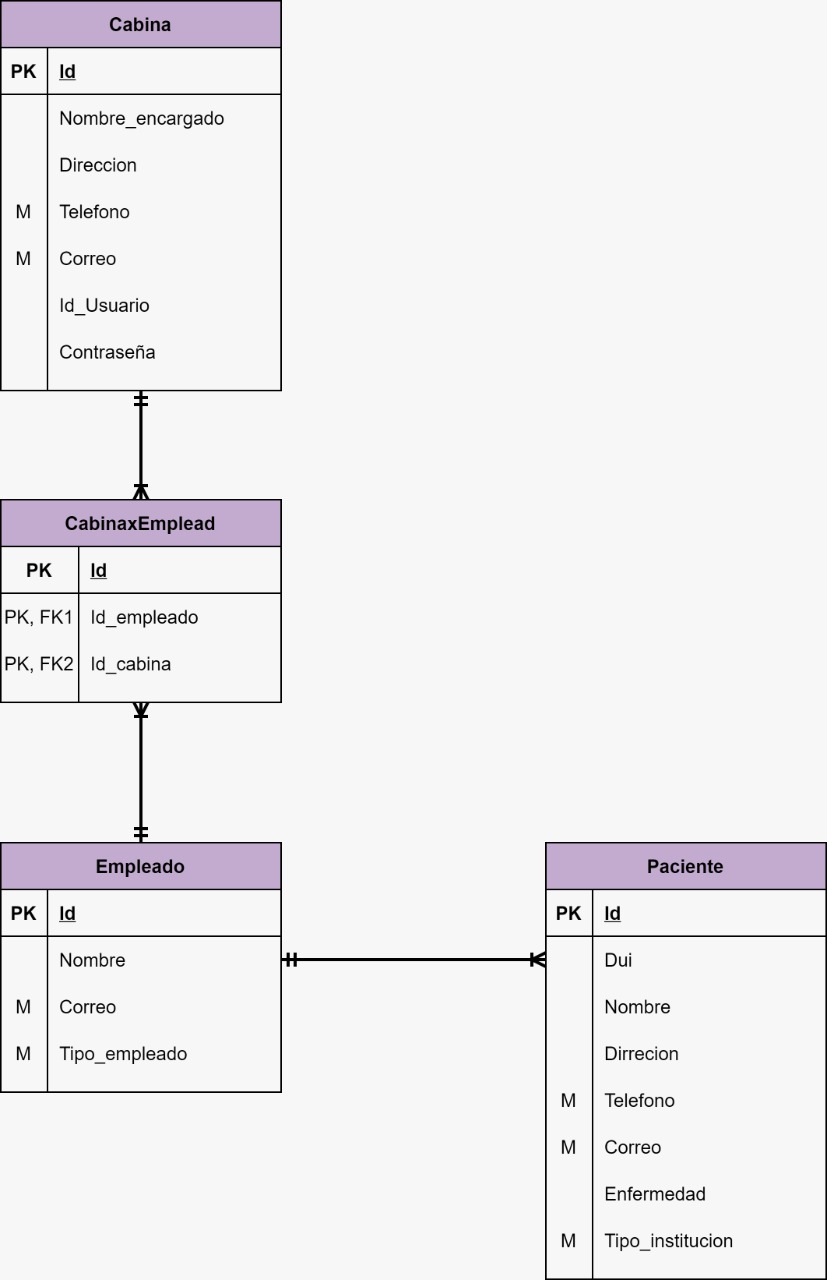 Cabina
PK Id
Nombre_encargado
Direccion
M Telefono
M Correo
Id_Usuario
Contraseña
CabinaxEmplead
PK Id
PK, FK1 Id_empleado
PK, FK2 Id_cabina
Empleado
PK Id
Nombre
M Correo
M Tipo_empleado
Paciente
PK Id
Dui
Nombre
Dirrecion
M Telefono
M Correo
Enfermedad
M Tipo_institucion